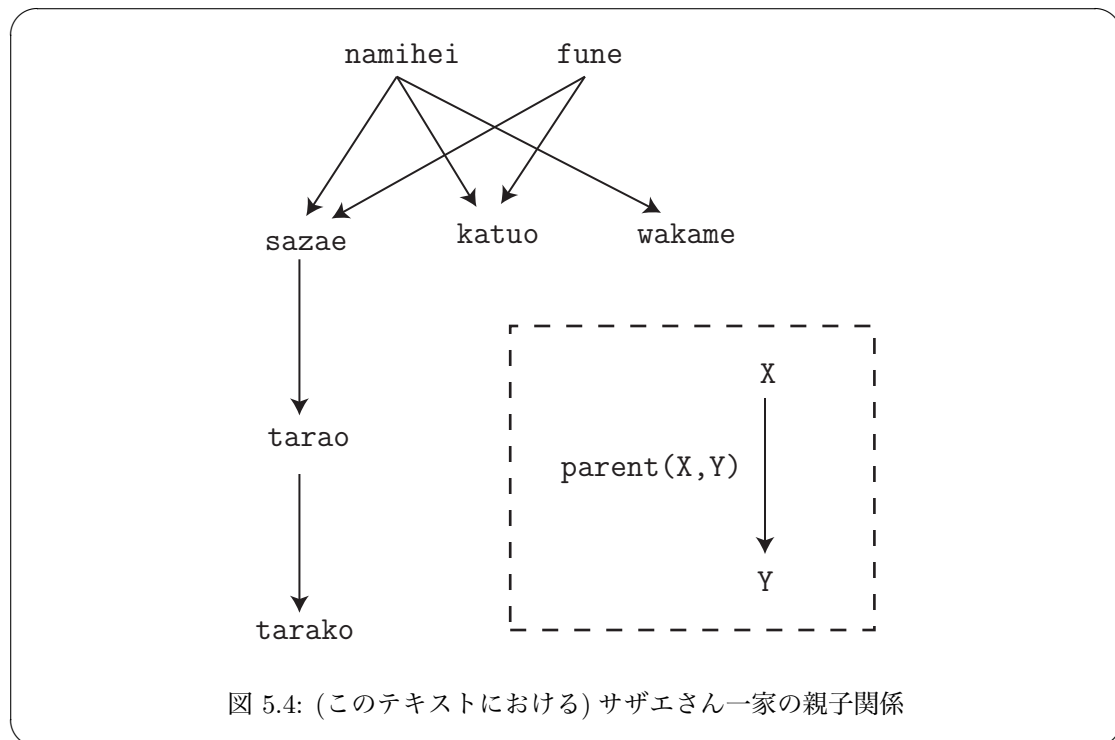 namihei fune
sazae katuo wakame
X
tarao
parent(X,Y)
Y
tarako
図 5.4: (このテキストにおける) サザエさん一家の親子関係